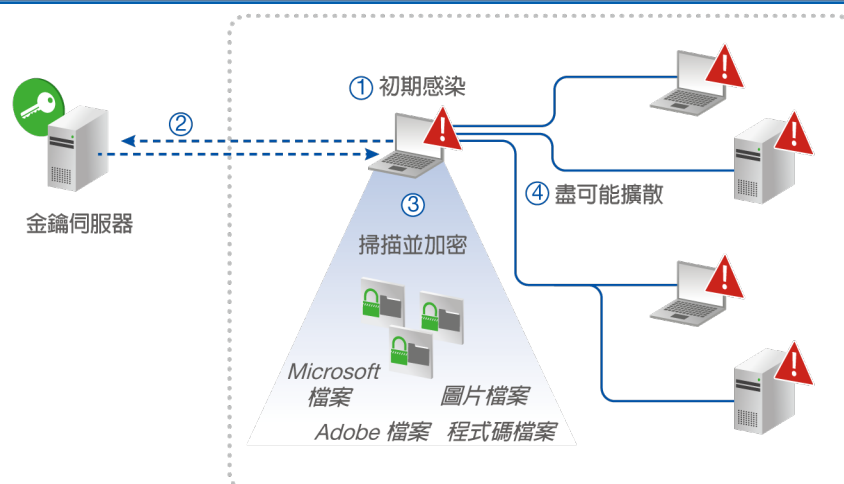 ① 初期感染
②
金鑰伺服器
③
掃描並加密
④ 盡可能擴散
Microsoft
檔案
圖片檔案
Adobe 檔案
程式碼檔案